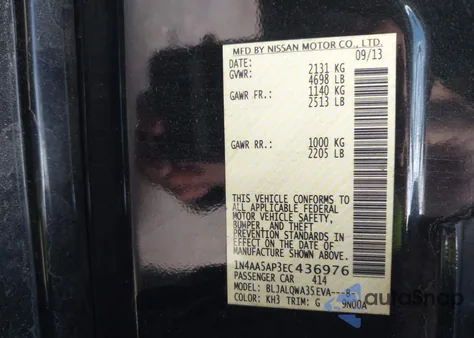 MFD BY NISSAN MOTOR CO., LTD.
DATE: 09/13
GVWR: 2131 KG
4698 LB
GAWR FR.: 1140 KG
2513 LB
GAWR RR.: 1000 KG
2205 LB
THIS VEHICLE CONFORMS TO
ALL APPLICABLE FEDERAL
MOTOR VEHICLE SAFETY,
BUMPER, AND THEFT
PREVENTION STANDARDS IN
EFFECT ON THE DATE OF
MANUFACTURE SHOWN ABOVE.
1N4AA5AP3EC436976
PASSENGER CAR 414
MODEL: BLJALQWA35EVA---B-
COLOR: KH3 TRIM: G 9N00A
autoSnap